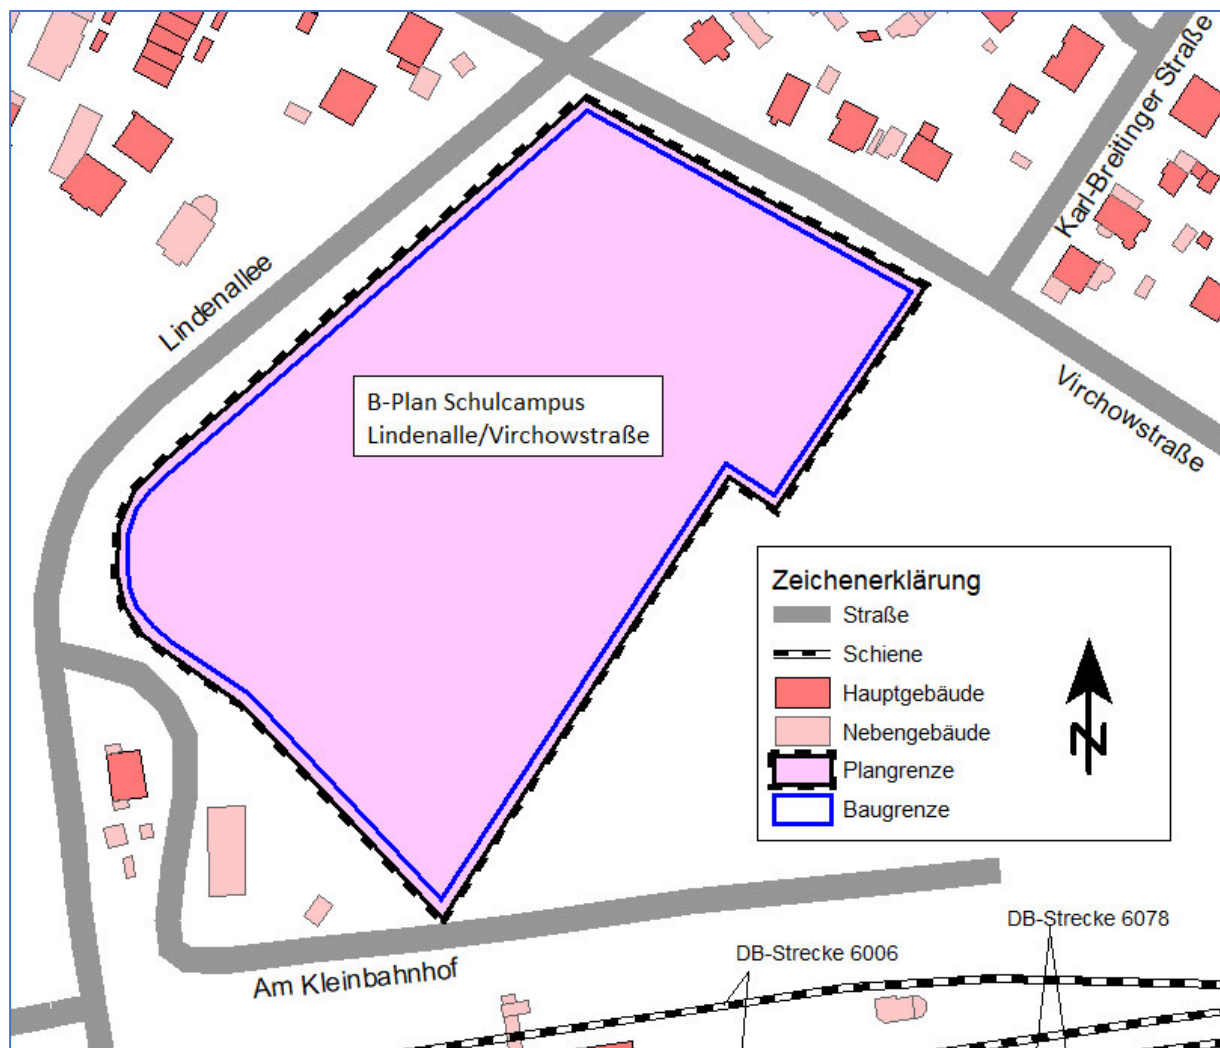 Karl-Breitinger Straße
Lindenallee
Virchowstraße
B-Plan Schulcampus
Lindenalle/Virchowstraße
Zeichenerklärung
Straße
Schiene
Hauptgebäude
Nebengebäude
Plangrenze
Baugrenze
N
DB-Strecke 6078
DB-Strecke 6006
Am Kleinbahnhof